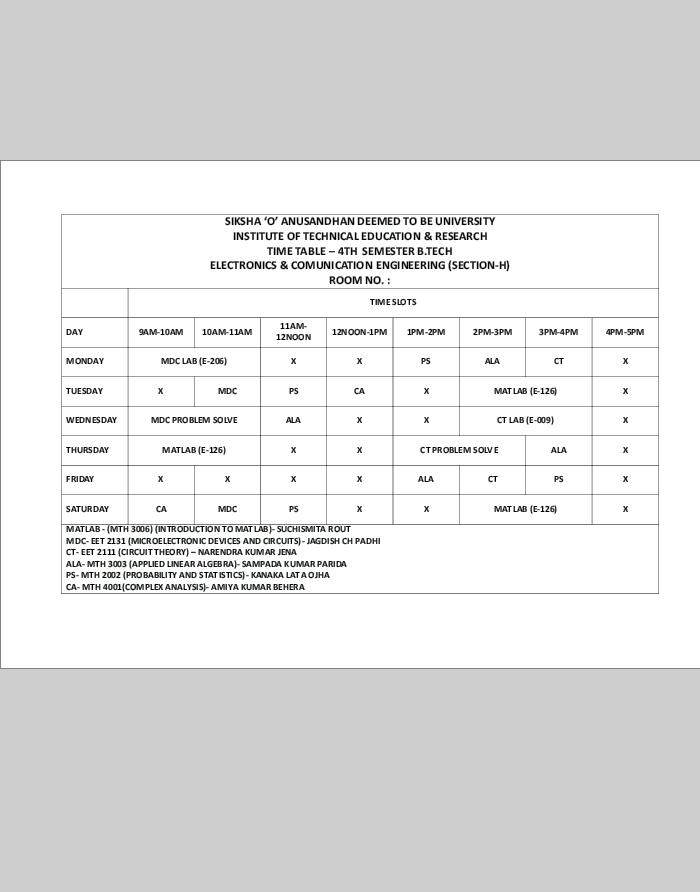 SIKSHA ‘O’ ANUSANDHAN DEEMED TO BE UNIVERSITY
INSTITUTE OF TECHNICAL EDUCATION & RESEARCH
TIME TABLE – 4TH SEMESTER B.TECH
ELECTRONICS & COMUNICATION ENGINEERING (SECTION-H)
ROOM NO. :
TIME SLOTS
DAY 9AM-10AM 10AM-11AM 11AM-12NOON 12NOON-1PM 1PM-2PM 2PM-3PM 3PM-4PM 4PM-5PM
MONDAY MDC LAB (E-206) X X PS ALA CT X
TUESDAY X MDC PS CA X MATLAB (E-126) X
WEDNESDAY MDC PROBLEM SOLVE ALA X X CT LAB (E-009) X
THURSDAY MATLAB (E-126) X X CT PROBLEM SOLVE ALA X
FRIDAY X X X X ALA CT PS X
SATURDAY CA MDC PS X X MATLAB (E-126) X
MATLAB - (MTH 3006) (INTRODUCTION TO MATLAB)- SUCHISMITA ROUT
MDC- EET 2131 (MICROELECTRONIC DEVICES AND CIRCUITS)- JAGDISH CH PADHI
CT- EET 2111 (CIRCUIT THEORY) – NARENDRA KUMAR JENA
ALA- MTH 3003 (APPLIED LINEAR ALGEBRA)- SAMPADA KUMAR PARIDA
PS- MTH 2002 (PROBABILITY AND STATISTICS)- KANAKA LATA OJHA
CA- MTH 4001(COMPLEX ANALYSIS)- AMIYA KUMAR BEHERA